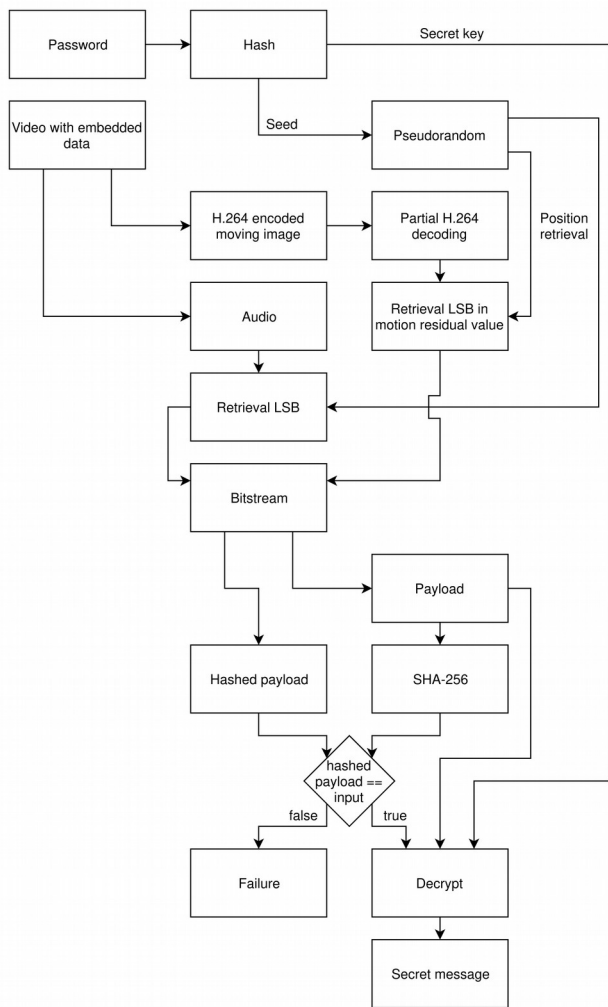 Password
Hash
Secret key
Seed
Video with embedded
data
Pseudorandom
H.264 encoded
moving image
Partial H.264
decoding
Position
retrieval
Audio
Retrieval LSB in
motion residual value
Retrieval LSB
Bitstream
Payload
Hashed payload
SHA-256
hashed
payload ==
input
false
true
Failure
Decrypt
Secret message